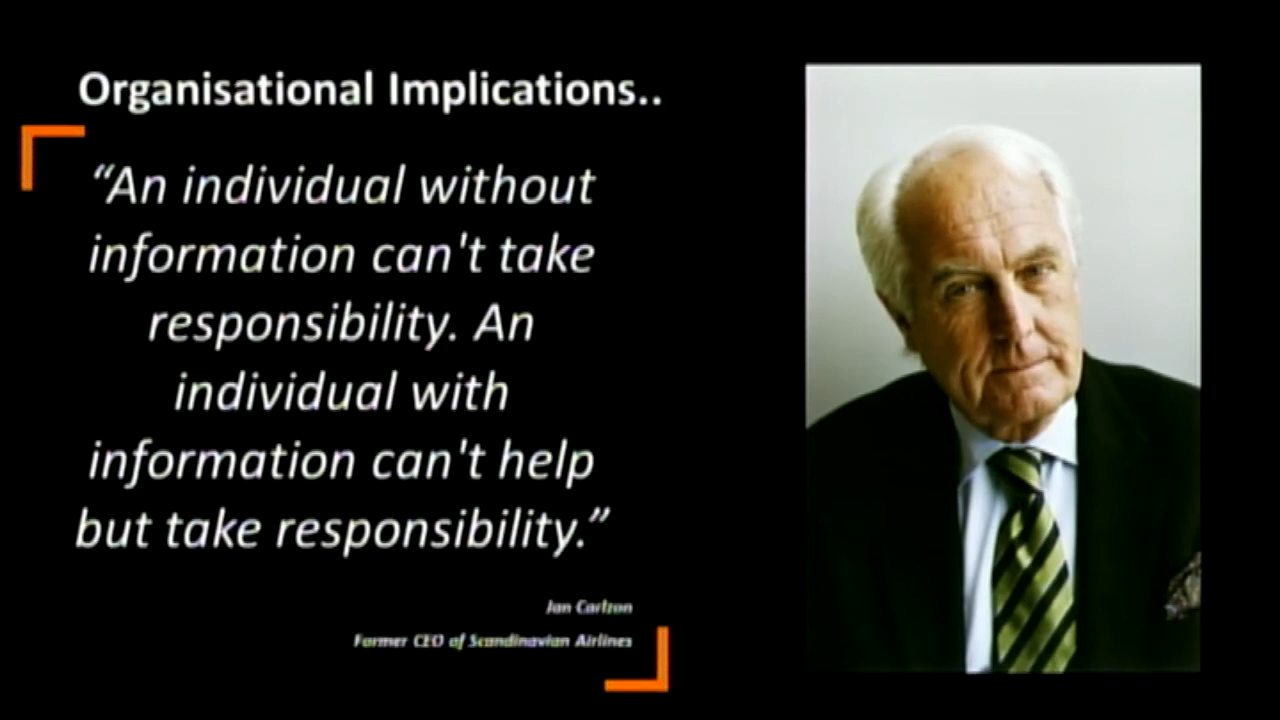 Organisational Implications..
“An individual without
information can't take
responsibility. An
individual with
information can't help
but take responsibility.”
Jan Carlzon
Former CEO of Scandinavian Airlines